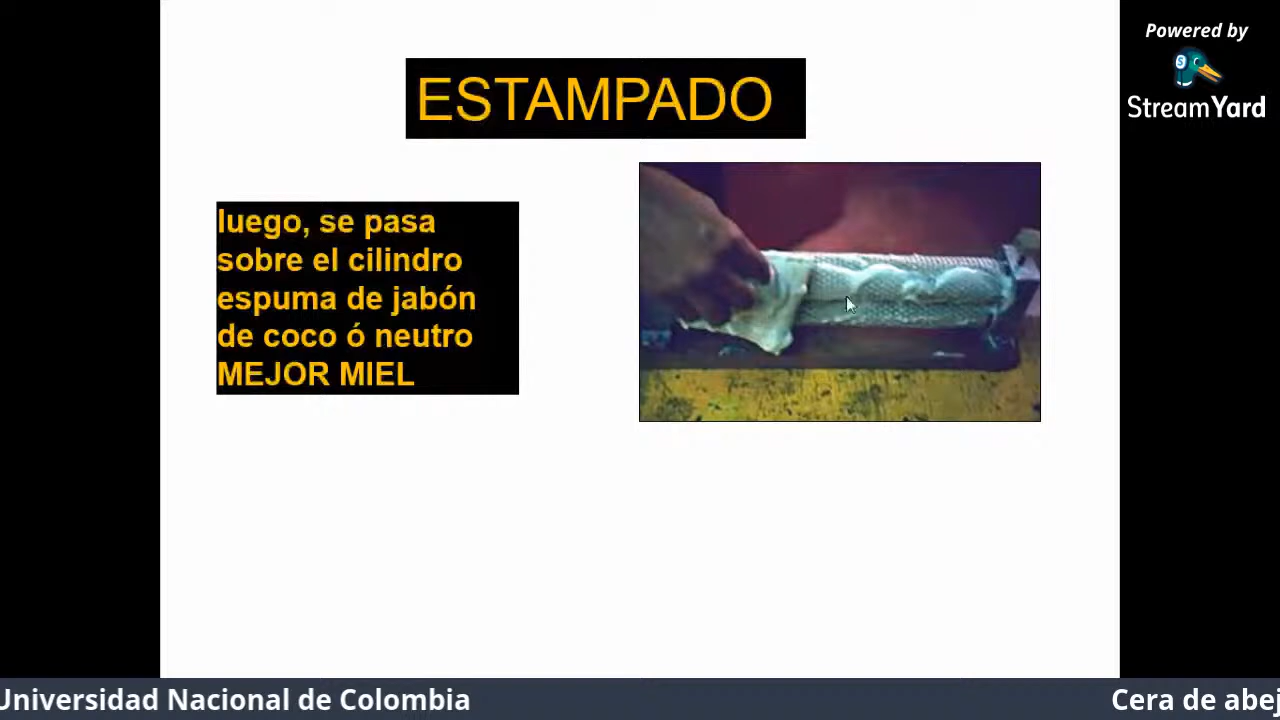 Powered by
StreamYard
ESTAMPADO
luego, se pasa
sobre el cilindro
espuma de jabón
de coco ó neutro
MEJOR MIEL
Universidad Nacional de Colombia
Cera de abej